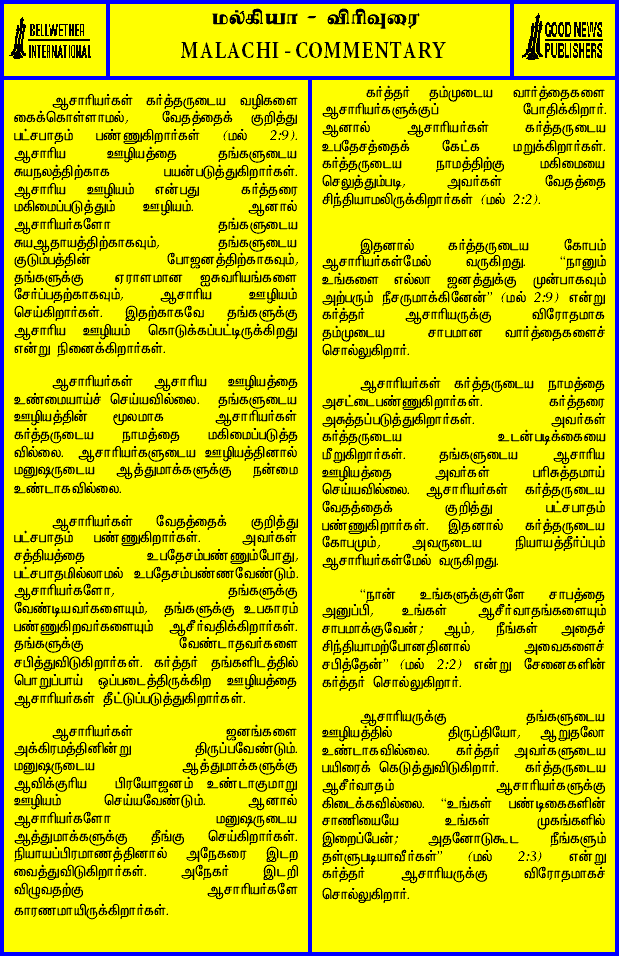 BELLWETHER
INTERNATIONAL
மல்கியா - விரிவுரை
MALACHI - COMMENTARY
GOOD NEWS
PUBLISHERS
ஆசாரியர்கள் கர்த்தருடைய வழிகளை
கைக்கொள்ளாமல், வேதத்தைக் குறித்து
பட்சபாதம் பண்ணுகிறார்கள் (மல் 2:9).
ஆசாரிய ஊழியத்தை தங்களுடைய
சுயநலத்திற்காக பயன்படுத்துகிறார்கள்.
ஆசாரிய ஊழியம் என்பது கர்த்தரை
மகிமைப்படுத்தும் ஊழியம். ஆனால்
ஆசாரியர்களோ தங்களுடைய
சுயஆதாயத்திற்காகவும், தங்களுடைய
குடும்பத்தின் போஜனத்திற்காகவும்,
தங்களுக்கு ஏராளமான ஐசுவரியங்களை
சேர்ப்பதற்காகவும், ஆசாரிய ஊழியம்
செய்கிறார்கள். இதற்காகவே தங்களுக்கு
ஆசாரிய ஊழியம் கொடுக்கப்பட்டிருக்கிறது
என்று நினைக்கிறார்கள்.
ஆசாரியர்கள் ஆசாரிய ஊழியத்தை
உண்மையாய்ச் செய்யவில்லை. தங்களுடைய
ஊழியத்தின் மூலமாக ஆசாரியர்கள்
கர்த்தருடைய நாமத்தை மகிமைப்படுத்த
வில்லை. ஆசாரியர்களுடைய ஊழியத்தினால்
மனுஷருடைய ஆத்துமாக்களுக்கு நன்மை
உண்டாகவில்லை.
ஆசாரியர்கள் வேதத்தைக் குறித்து
பட்சபாதம் பண்ணுகிறார்கள். அவர்கள்
சத்தியத்தை உபதேசம்பண்ணும்போது,
பட்சபாதமில்லாமல் உபதேசம்பண்ணவேண்டும்.
ஆசாரியர்களோ, தங்களுக்கு
வேண்டியவர்களையும், தங்களுக்கு உபகாரம்
பண்ணுகிறவர்களையும் ஆசீர்வதிக்கிறார்கள்.
தங்களுக்கு வேண்டாதவர்களை
சபித்துவிடுகிறார்கள். கர்த்தர் தங்களிடத்தில்
பொறுப்பாய் ஒப்படைத்திருக்கிற ஊழியத்தை
ஆசாரியர்கள் தீட்டுப்படுத்துகிறார்கள்.
ஆசாரியர்கள் ஜனங்களை
அக்கிரமத்தினின்று திருப்பவேண்டும்.
மனுஷருடைய ஆத்துமாக்களுக்கு
ஆவிக்குரிய பிரயோஜனம் உண்டாகுமாறு
ஊழியம் செய்யவேண்டும். ஆனால்
ஆசாரியர்களோ மனுஷருடைய
ஆத்துமாக்களுக்கு தீங்கு செய்கிறார்கள்.
நியாயப்பிரமாணத்தினால் அநேகரை இடற
வைத்துவிடுகிறார்கள். அநேகர் இடறி
விழுவதற்கு ஆசாரியர்களே
காரணமாயிருக்கிறார்கள்.
கர்த்தர் தம்முடைய வார்த்தைகளை
ஆசாரியர்களுக்குப் போதிக்கிறார்.
ஆனால் ஆசாரியர்கள் கர்த்தருடைய
உபதேசத்தைக் கேட்க மறுக்கிறார்கள்.
கர்த்தருடைய நாமத்திற்கு மகிமையை
செலுத்தும்படி, அவர்கள் வேதத்தை
சிந்தியாமலிருக்கிறார்கள் (மல் 2:2).
இதனால் கர்த்தருடைய கோபம்
ஆசாரியர்கள்மேல் வருகிறது. “நானும்
உங்களை எல்லா ஜனத்துக்கு முன்பாகவும்
அற்பரும் நீசருமாக்கினேன்” (மல் 2:9) என்று
கர்த்தர் ஆசாரியருக்கு விரோதமாக
தம்முடைய சாபமான வார்த்தைகளைச்
சொல்லுகிறார்.
ஆசாரியர்கள் கர்த்தருடைய நாமத்தை
அசட்டைபண்ணுகிறார்கள். கர்த்தரை
அசுத்தப்படுத்துகிறார்கள். அவர்கள்
கர்த்தருடைய உடன்படிக்கையை
மீறுகிறார்கள். தங்களுடைய ஆசாரிய
ஊழியத்தை அவர்கள் பரிசுத்தமாய்
செய்யவில்லை. ஆசாரியர்கள் கர்த்தருடைய
வேதத்தைக் குறித்து பட்சபாதம்
பண்ணுகிறார்கள். இதனால் கர்த்தருடைய
கோபமும், அவருடைய நியாயத்தீர்ப்பும்
ஆசாரியர்கள்மேல் வருகிறது.
“நான் உங்களுக்குள்ளே சாபத்தை
அனுப்பி, உங்கள் ஆசீர்வாதங்களையும்
சாபமாக்குவேன்; ஆம், நீங்கள் அதைச்
சிந்தியாமற்போனதினால் அவைகளைச்
சபித்தேன்” (மல் 2:2) என்று சேனைகளின்
கர்த்தர் சொல்லுகிறார்.
ஆசாரியருக்கு தங்களுடைய
ஊழியத்தில் திருப்தியோ, ஆறுதலோ
உண்டாகவில்லை. கர்த்தர் அவர்களுடைய
பயிரைக் கெடுத்துவிடுகிறார். கர்த்தருடைய
ஆசீர்வாதம் ஆசாரியர்களுக்கு
கிடைக்கவில்லை. “உங்கள் பண்டிகைகளின்
சாணியையே உங்கள் முகங்களில்
இறைப்பேன்; அதனோடுகூட நீங்களும்
தள்ளுபடியாவீர்கள்” (மல் 2:3) என்று
கர்த்தர் ஆசாரியருக்கு விரோதமாகச்
சொல்லுகிறார்.